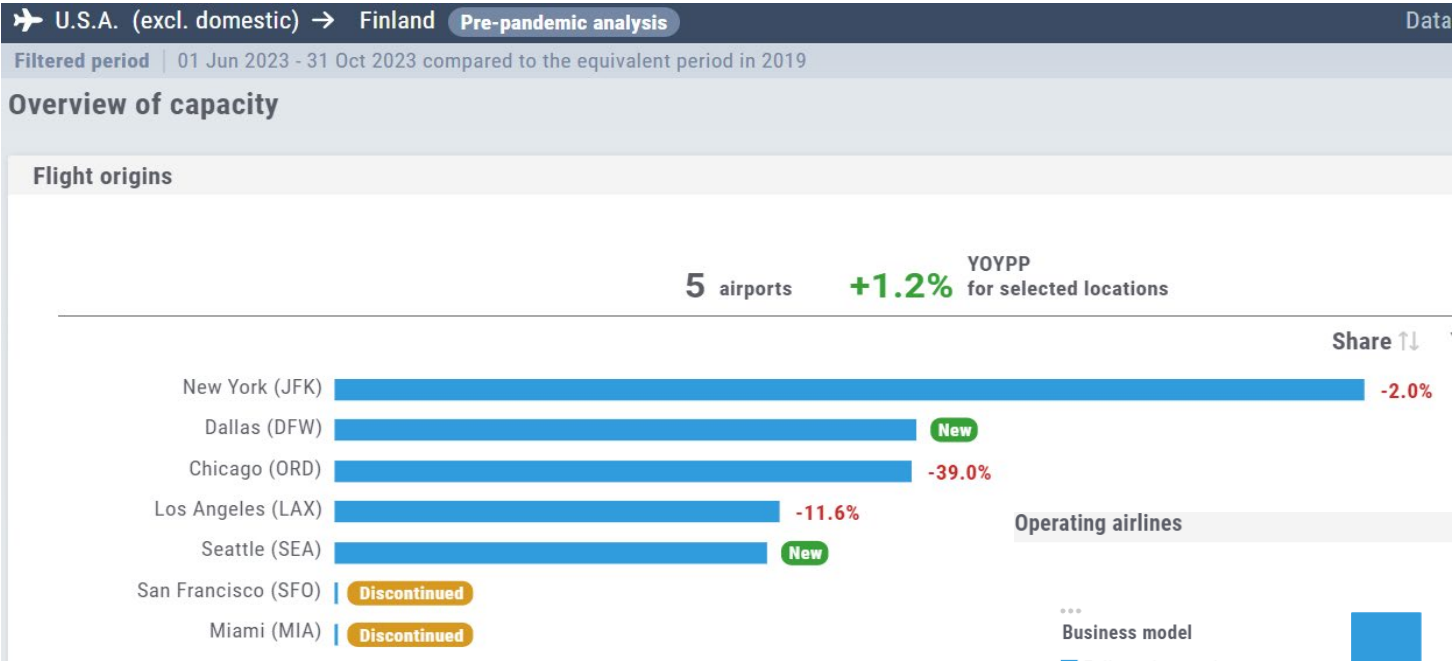 U.S.A. (excl. domestic) → Finland Pre-pandemic analysis Data
Filtered period | 01 Jun 2023 - 31 Oct 2023 compared to the equivalent period in 2019
Overview of capacity
Flight origins
5 airports +1.2% YOYPP
for selected locations
Share ↑↓
New York (JFK) -2.0%
Dallas (DFW) New
Chicago (ORD) -39.0%
Los Angeles (LAX) -11.6%
Seattle (SEA) New
San Francisco (SFO) Discontinued
Miami (MIA) Discontinued
Operating airlines
Business model